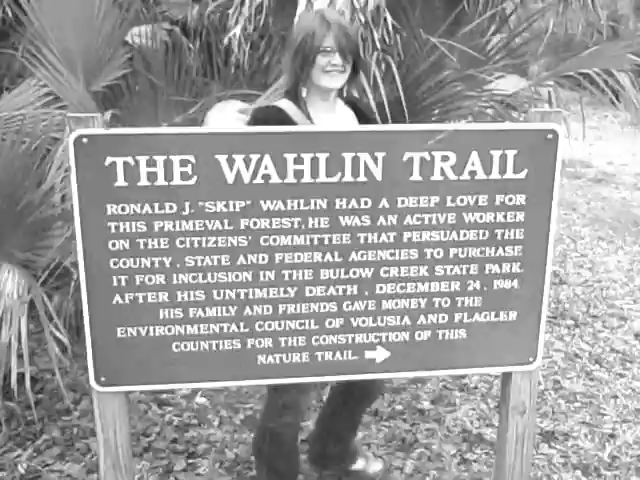 THE WAHLIN TRAIL
RONALD J. "SKIP" WAHLIN HAD A DEEP LOVE FOR
THIS PRIMEVAL FOREST, HE WAS AN ACTIVE WORKER
ON THE CITIZENS' COMMITTEE THAT PERSUADED THE
COUNTY, STATE AND FEDERAL AGENCIES TO PURCHASE
IT FOR INCLUSION IN THE BULOW CREEK STATE PARK.
AFTER HIS UNTIMELY DEATH, DECEMBER 24, 1984
HIS FAMILY AND FRIENDS GAVE MONEY TO THE
ENVIRONMENTAL COUNCIL OF VOLUSIA AND FLAGLER
COUNTIES FOR THE CONSTRUCTION OF THIS
NATURE TRAIL.